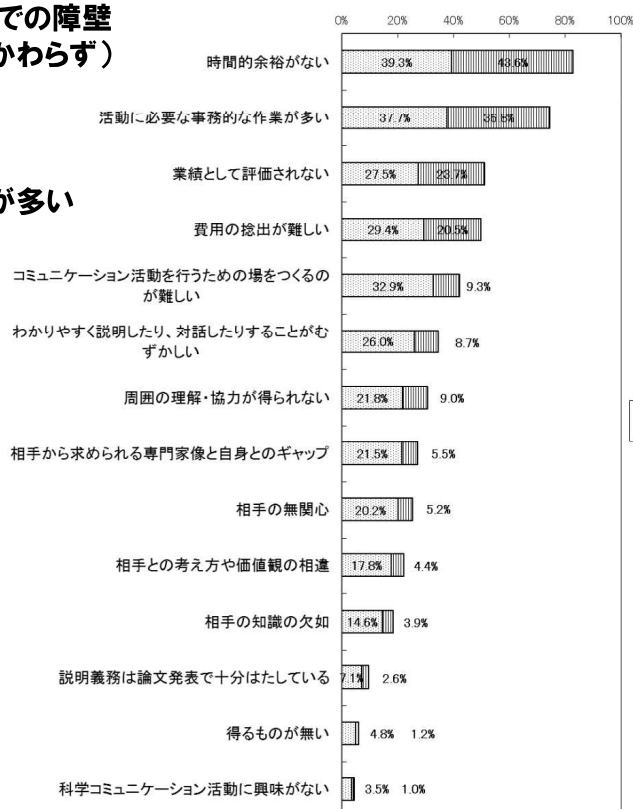 での障壁
かわらず)
が多い
0% 20% 40% 60% 80% 100%
時間的余裕がない 39.3% 43.6%
活動に必要な事務的な作業が多い 37.7% 36.8%
業績として評価されない 27.5% 23.7%
費用の捻出が難しい 29.4% 20.5%
コミュニケーション活動を行うための場をつくるの
が難しい 32.9% 9.3%
わかりやすく説明したり、対話したりすることがむ
ずかしい 26.0% 8.7%
周囲の理解・協力が得られない 21.8% 9.0%
相手から求められる専門家像と自身とのギャップ 21.5% 5.5%
相手の無関心 20.2% 5.2%
相手との考え方や価値観の相違 17.8% 4.4%
相手の知識の欠如 14.6% 3.9%
説明義務は論文発表で十分はたしている 7.1% 2.6%
得るものが無い 4.8% 1.2%
科学コミュニケーション活動に興味がない 3.5% 1.0%